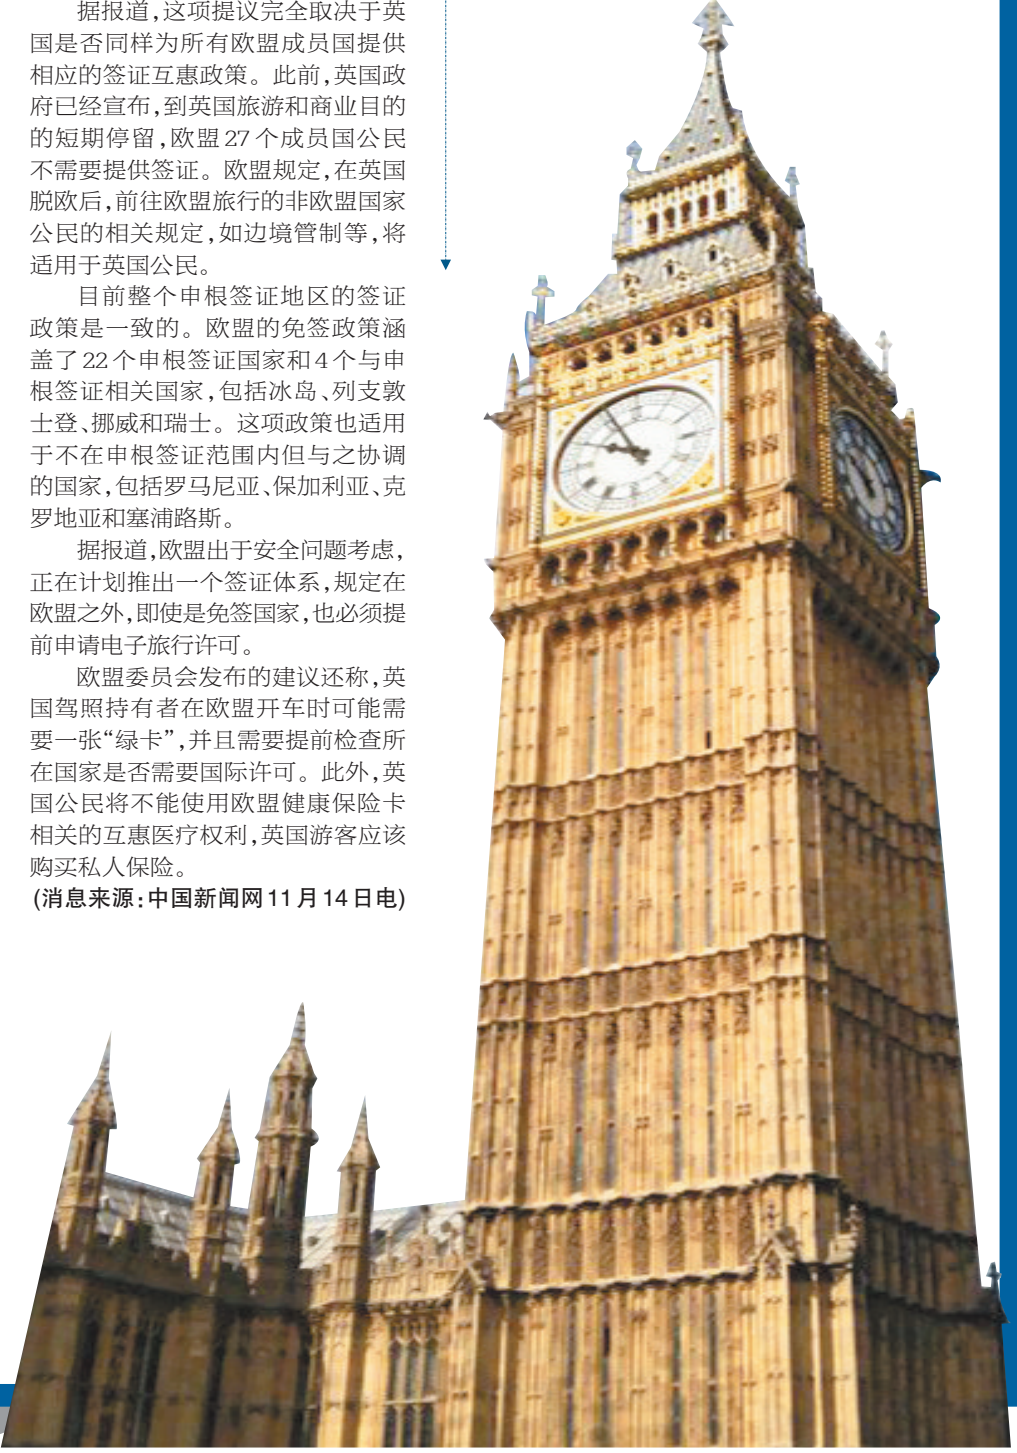 据报道,这项提议完全取决于英
国是否同样为所有欧盟成员国提供
相应的签证互惠政策。此前,英国政
府已经宣布,到英国旅游和商业目的
的短期停留,欧盟27个成员国公民
不需要提供签证。欧盟规定,在英国
脱欧后,前往欧盟旅行的非欧盟国家
公民的相关规定,如边境管制等,将
适用于英国公民。
目前整个申根签证地区的签证
政策是一致的。欧盟的免签政策涵
盖了22个申根签证国家和4个与申
根签证相关国家,包括冰岛、列支敦
士登、挪威和瑞士。这项政策也适用
于不在申根签证范围内但与之协调
的国家,包括罗马尼亚、保加利亚、克
罗地亚和塞浦路斯。
据报道,欧盟出于安全问题考虑,
正在计划推出一个签证体系,规定在
欧盟之外,即使是免签国家,也必须提
前申请电子旅行许可。
欧盟委员会发布的建议还称,英
国驾照持有者在欧盟开车时可能需
要一张“绿卡”,并且需要提前检查所
在国家是否需要国际许可。此外,英
国公民将不能使用欧盟健康保险卡
相关的互惠医疗权利,英国游客应该
购买私人保险。
(消息来源:中国新闻网11月14日电)